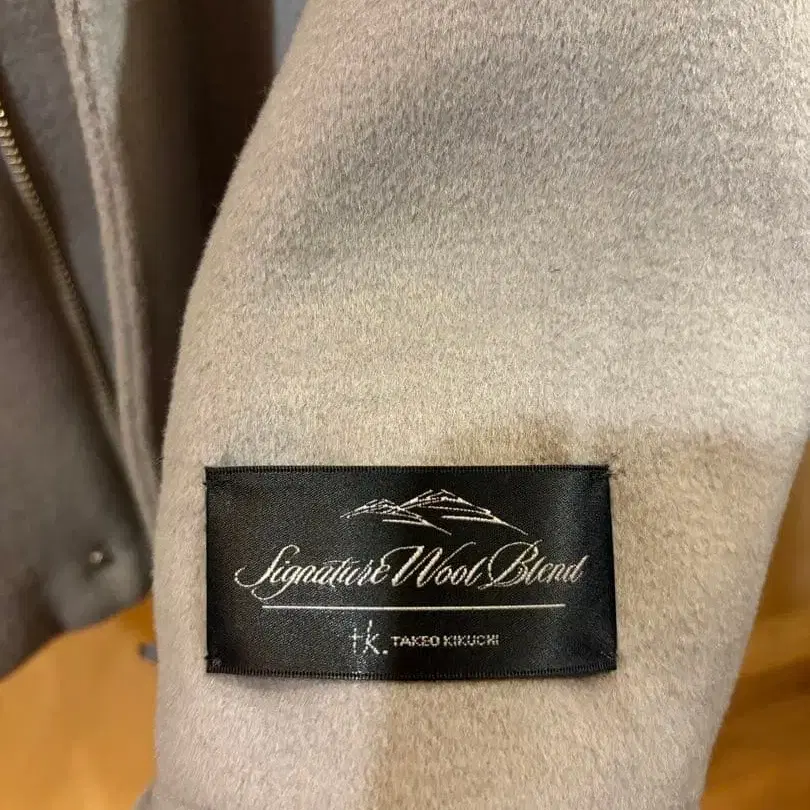 Signature Wool Blend
tk. TAKEO KIKUCHI